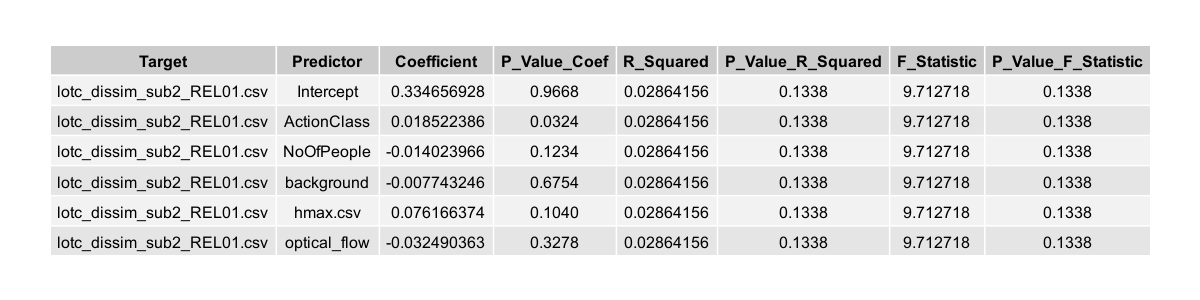 Target Predictor Coefficient P_Value_Coef R_Squared P_Value_R_Squared F_Statistic P_Value_F_Statistic
lotc_dissim_sub2_REL01.csv Intercept 0.334656928 0.9668 0.02864156 0.1338 9.712718 0.1338
lotc_dissim_sub2_REL01.csv ActionClass 0.018522386 0.0324 0.02864156 0.1338 9.712718 0.1338
lotc_dissim_sub2_REL01.csv NoOfPeople -0.014023966 0.1234 0.02864156 0.1338 9.712718 0.1338
lotc_dissim_sub2_REL01.csv background -0.007743246 0.6754 0.02864156 0.1338 9.712718 0.1338
lotc_dissim_sub2_REL01.csv hmax.csv 0.076166374 0.1040 0.02864156 0.1338 9.712718 0.1338
lotc_dissim_sub2_REL01.csv optical_flow -0.032490363 0.3278 0.02864156 0.1338 9.712718 0.1338